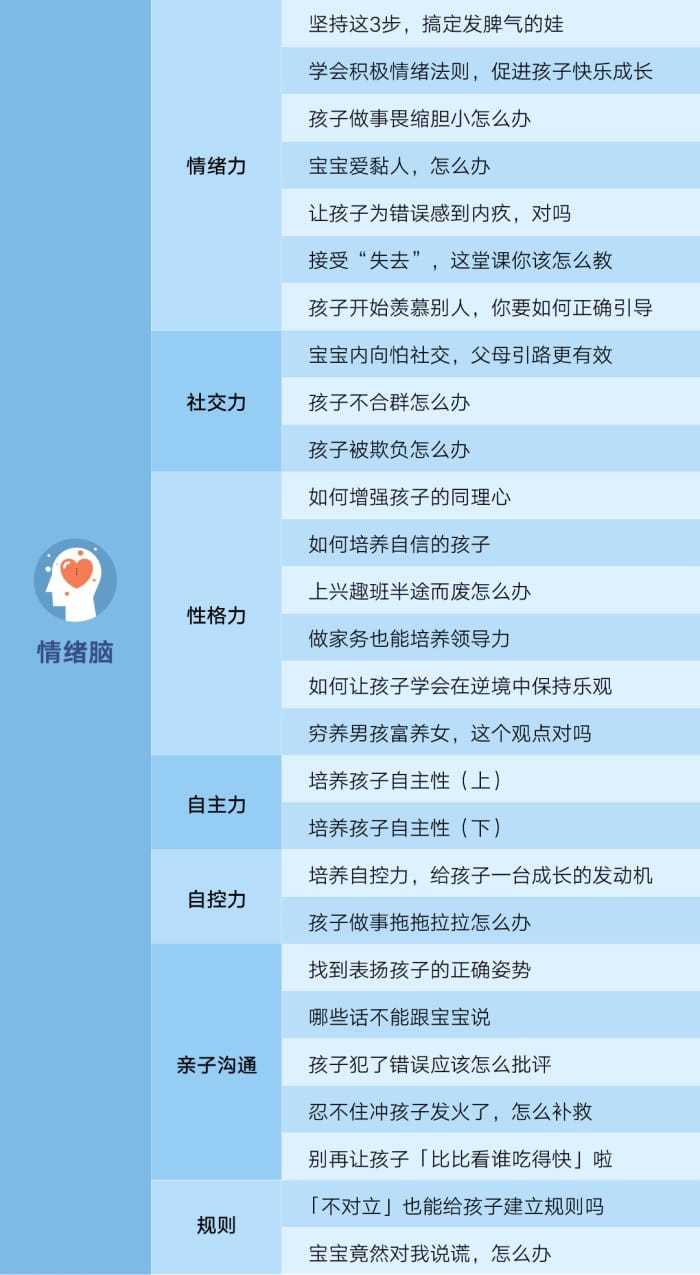 情绪脑
情绪力
坚持这3步，搞定发脾气的娃
学会积极情绪法则，促进孩子快乐成长
孩子做事畏缩胆小怎么办
宝宝爱黏人，怎么办
让孩子为错误感到内疚，对吗
接受“失去”，这堂课你该怎么教
孩子开始羡慕别人，你要如何正确引导
社交力
宝宝内向怕社交，父母引路更有效
孩子不合群怎么办
孩子被欺负怎么办
性格力
如何增强孩子的同理心
如何培养自信的孩子
上兴趣班半途而废怎么办
做家务也能培养领导力
如何让孩子学会在逆境中保持乐观
穷养男孩富养女，这个观点对吗
自主力
培养孩子自主性（上）
培养孩子自主性（下）
自控力
培养自控力，给孩子一台成长的发动机
孩子做事拖拖拉拉怎么办
亲子沟通
找到表扬孩子的正确姿势
哪些话不能跟宝宝说
孩子犯了错误应该怎么批评
忍不住冲孩子发火了，怎么补救
别再让孩子「比比看谁吃得快」啦
规则
「不对立」也能给孩子建立规则吗
宝宝竟然对我说谎，怎么办